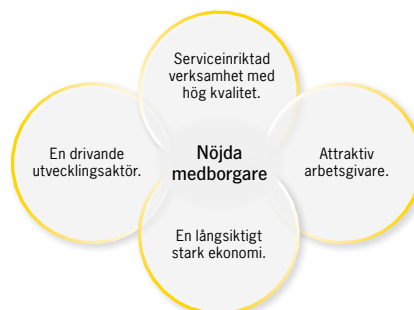 Serviceinriktad
verksamhet med
hög kvalitet.
En drivande
utvecklingsaktör.
Nöjda
medborgare
Attraktiv
arbetsgivare.
En långsiktigt
stark ekonomi.